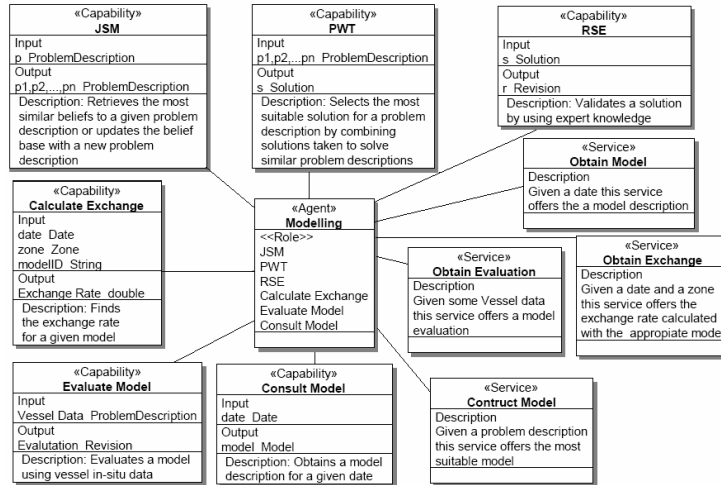 «Capability»
JSM
Input
p ProblemDescription
Output
p1,p2,...,pn ProblemDescription
Description: Retrieves the most
similar beliefs to a given problem
description or updates the belief
base with a new problem
description
«Capability»
PWT
Input
p1,p2,...pn ProblemDescription
Output
s Solution
Description: Selects the most
suitable solution for a problem
description by combining
solutions taken to solve
similar problem descriptions
«Capability»
RSE
Input
s Solution
Output
r Revision
Description: Validates a solution
by using expert knowledge
«Service»
Obtain Model
Description
Given a date this service
offers the a model description
«Capability»
Calculate Exchange
Input
date Date
zone Zone
modelID String
Output
Exchange Rate double
Description: Finds
the exchange rate
for a given model
«Agent»
Modelling
<<Role>>
JSM
PWT
RSE
Calculate Exchange
Evaluate Model
Consult Model
«Service»
Obtain Evaluation
Description
Given some Vessel data
this service offers a model
evaluation
«Service»
Obtain Exchange
Description
Given a date and a zone
this service offers the
exchange rate calculated
with the appropiate mode
«Capability»
Evaluate Model
Input
Vessel Data ProblemDescription
Output
Evalutation Revision
Description: Evaluates a model
using vessel in-situ data
«Capability»
Consult Model
Input
date Date
Output
model Model
Description: Obtains a model
description for a given date
«Service»
Contruct Model
Description
Given a problem description
this service offers the most
suitable model